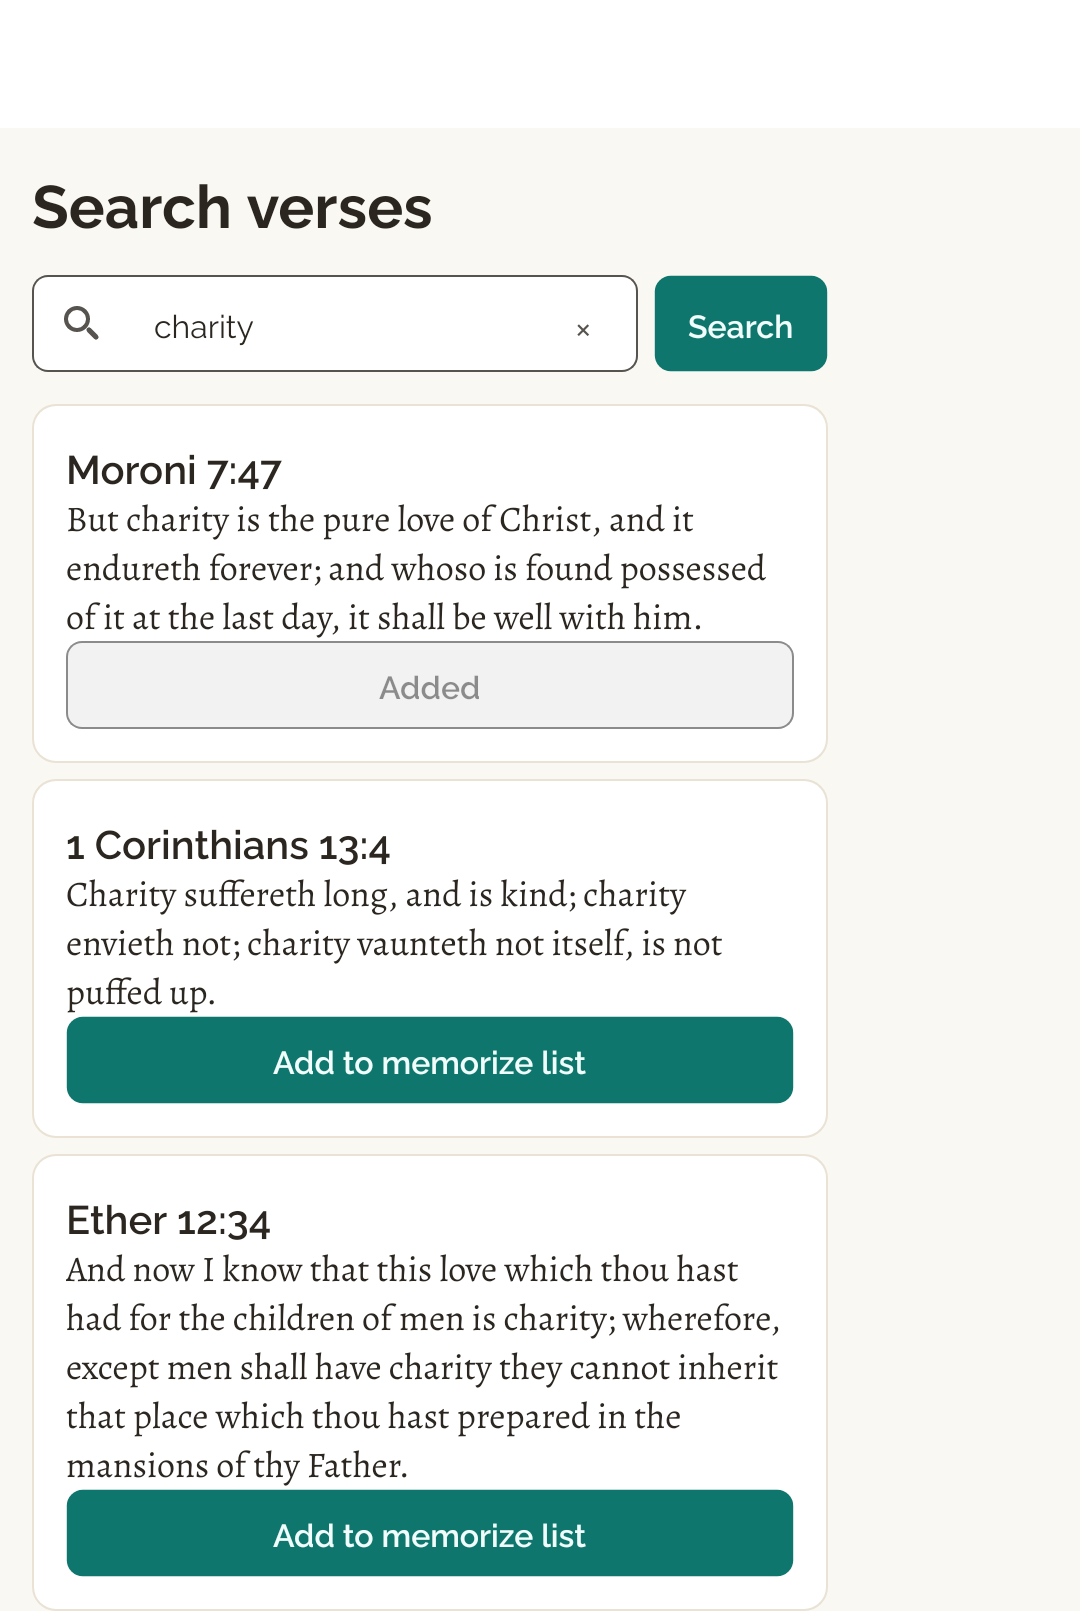 Search verses
charity ×
Search
Moroni 7:47
But charity is the pure love of Christ, and it
endureth forever; and whoso is found possessed
of it at the last day, it shall be well with him.
Added
1 Corinthians 13:4
Charity suffereth long, and is kind; charity
envieth not; charity vaunteth not itself, is not
puffed up.
Add to memorize list
Ether 12:34
And now I know that this love which thou hast
had for the children of men is charity; wherefore,
except men shall have charity they cannot inherit
that place which thou hast prepared in the
mansions of thy Father.
Add to memorize list